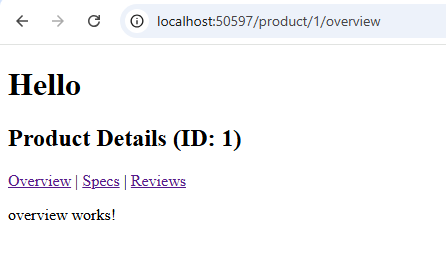 localhost:50597/product/1/overview
Hello
Product Details (ID: 1)
Overview | Specs | Reviews
overview works!